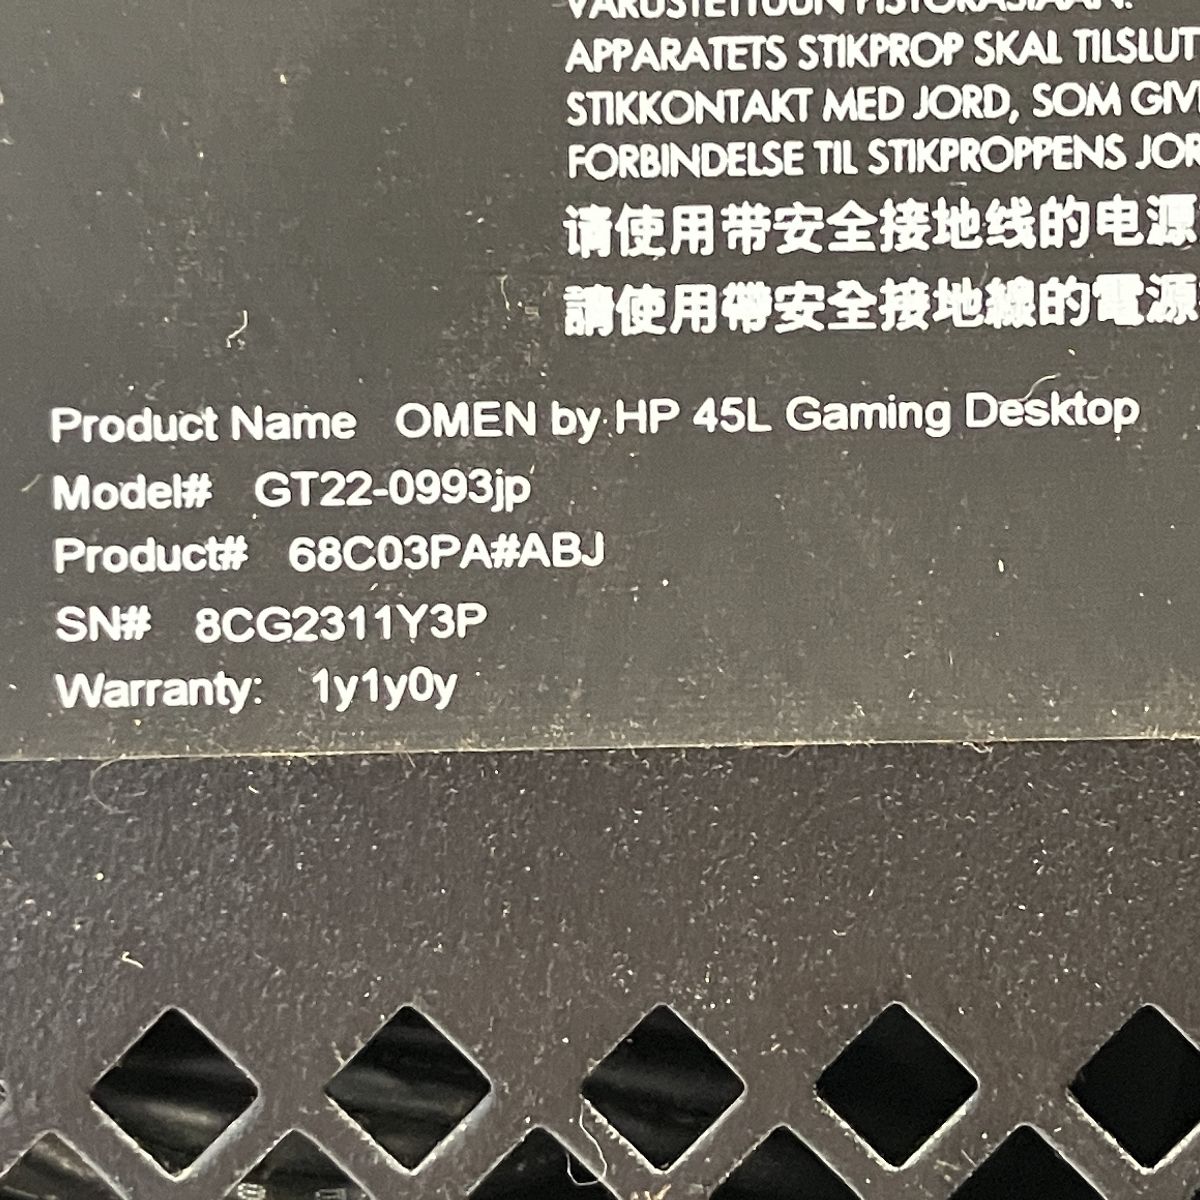 VARUSTETTUUN PISTORASIAAN.
APPARATETS STIKPROP SKAL TILSLUT
STIKKONTAKT MED JORD, SOM GIV
FORBINDELSE TIL STIKPROPPENS JOR
请使用带安全接地线的电源
請使用帶安全接地線的電源
Product Name OMEN by HP 45L Gaming Desktop
Model# GT22-0993jp
Product# 68C03PA#ABJ
SN# 8CG2311Y3P
Warranty: 1y1y0y